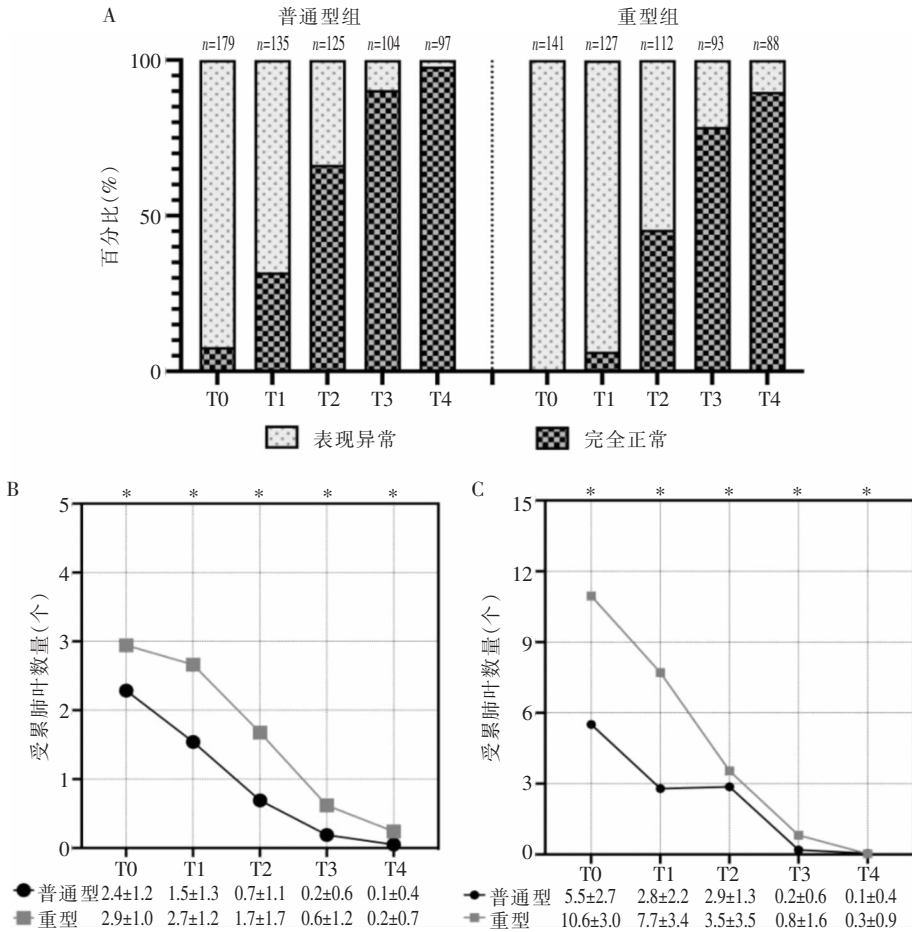 A
普通型组 重型组
n=179 n=135 n=125 n=104 n=97 n=141 n=127 n=112 n=93 n=88
百分比(%)
100
50
0
T0 T1 T2 T3 T4 T0 T1 T2 T3 T4
表现异常 完全正常
B
* * * * *
受累肺叶数量(个)
5
4
3
2
1
0
T0 T1 T2 T3 T4
普通型 2.4±1.2 1.5±1.3 0.7±1.1 0.2±0.6 0.1±0.4
重型 2.9±1.0 2.7±1.2 1.7±1.7 0.6±1.2 0.2±0.7
C
* * * * *
受累肺叶数量(个)
15
12
9
6
3
0
T0 T1 T2 T3 T4
普通型 5.5±2.7 2.8±2.2 2.9±1.3 0.2±0.6 0.1±0.4
重型 10.6±3.0 7.7±3.4 3.5±3.5 0.8±1.6 0.3±0.9